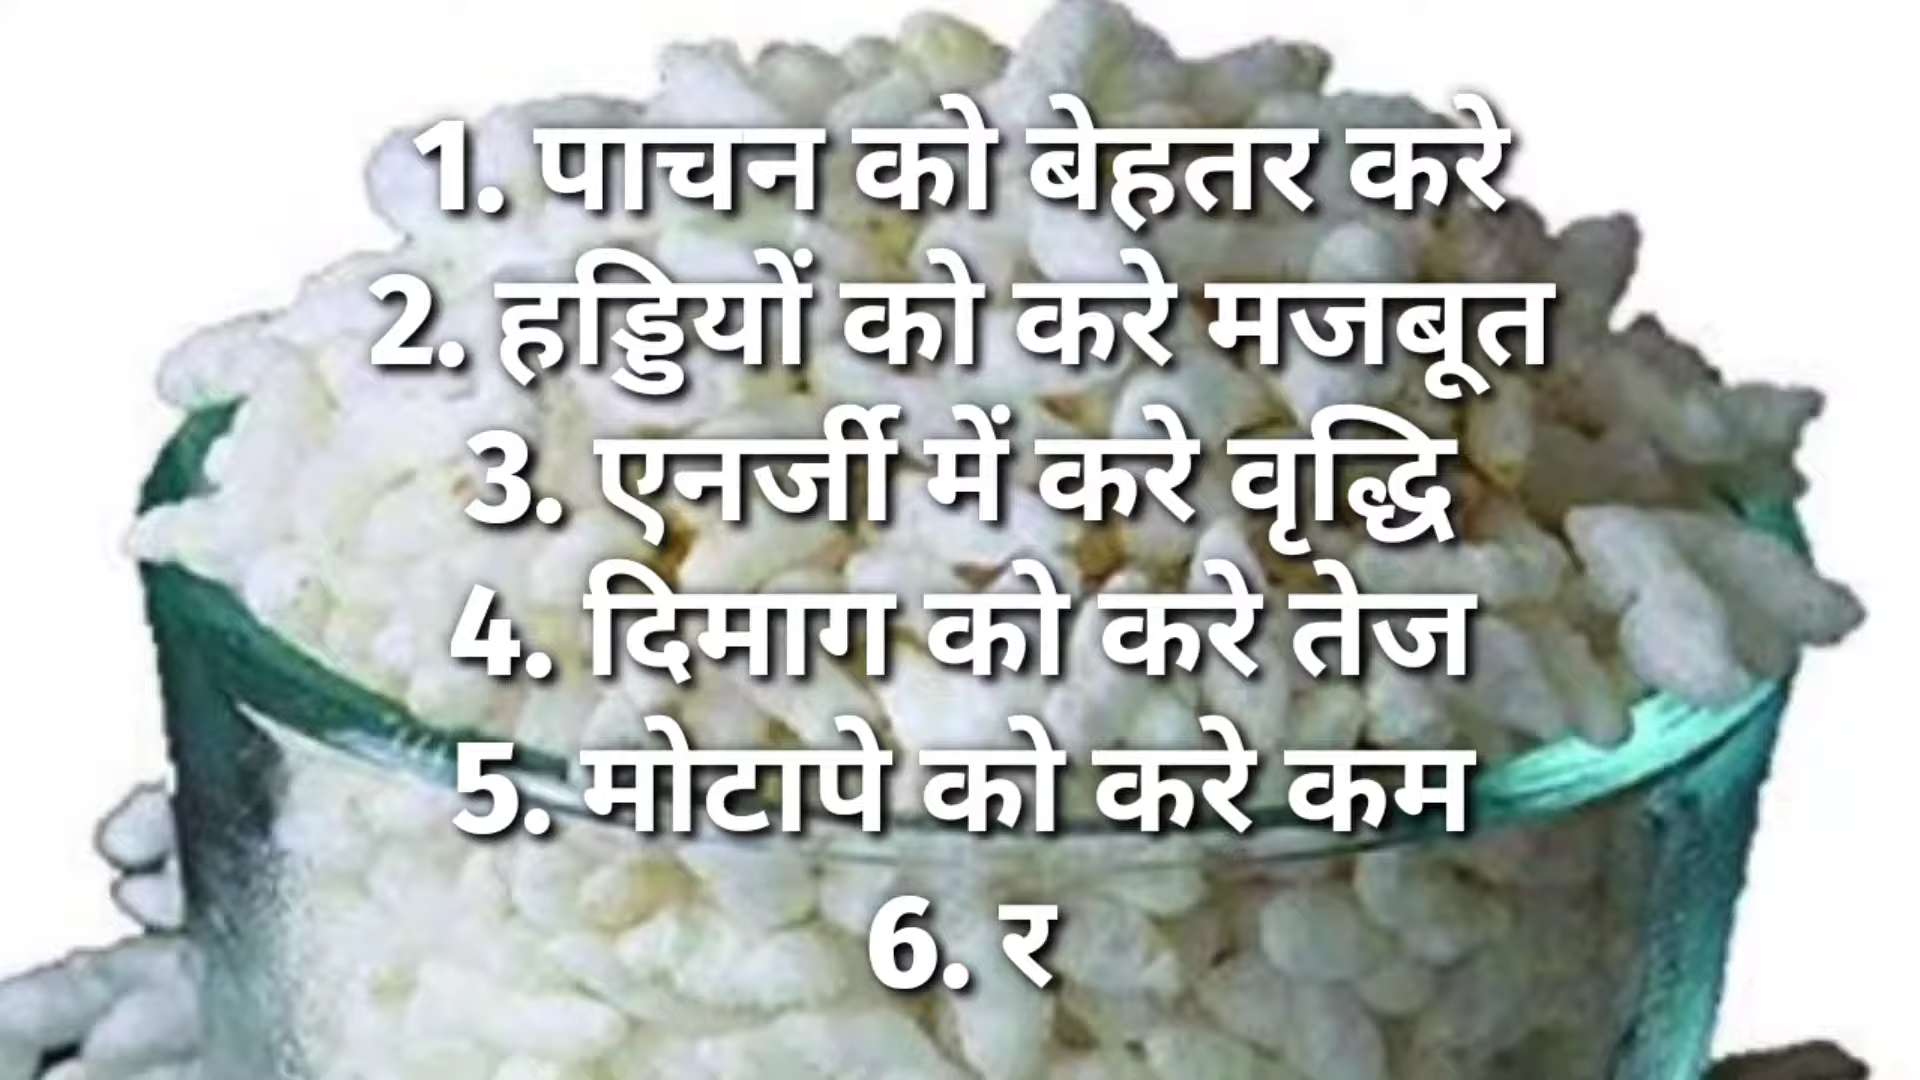 1. पाचन को बेहतर करे
2. हड्डियों को करे मजबूत
3. एनर्जी में करे वृद्धि
4. दिमाग को करे तेज
5. मोटापे को करे कम
6. र